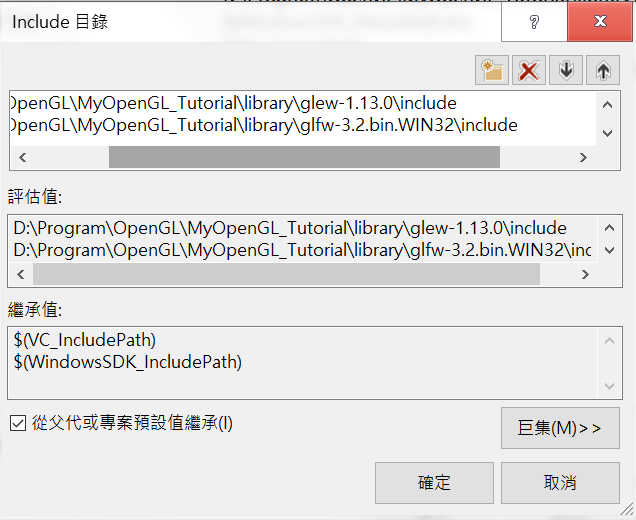 Include 目錄
OpenGL\MyOpenGL_Tutorial\library\glew-1.13.0\include
OpenGL\MyOpenGL_Tutorial\library\glfw-3.2.bin.WIN32\include
評估值:
D:\Program\OpenGL\MyOpenGL_Tutorial\library\glew-1.13.0\include
D:\Program\OpenGL\MyOpenGL_Tutorial\library\glfw-3.2.bin.WIN32\inc
繼承值:
$(VC_IncludePath)
$(WindowsSDK_IncludePath)
從父代或專案預設值繼承(I)
巨集(M)>>
確定
取消